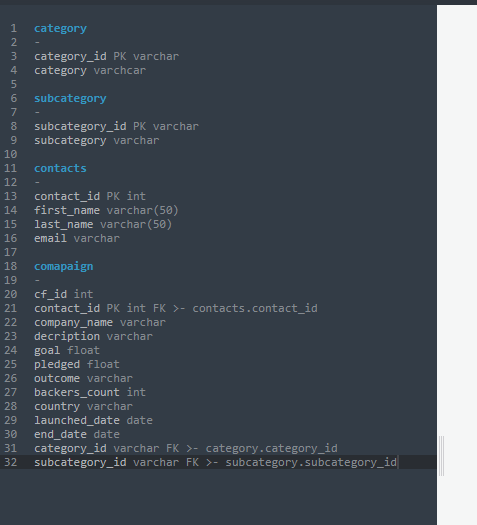 1 category
2 -
3 category_id PK varchar
4 category varchcar
5
6 subcategory
7 -
8 subcategory_id PK varchar
9 subcategory varchar
10
11 contacts
12 -
13 contact_id PK int
14 first_name varchar(50)
15 last_name varchar(50)
16 email varchar
17
18 comapaign
19 -
20 cf_id int
21 contact_id PK int FK >- contacts.contact_id
22 company_name varchar
23 decription varchar
24 goal float
25 pledged float
26 outcome varchar
27 backers_count int
28 country varchar
29 launched_date date
30 end_date date
31 category_id varchar FK >- category.category_id
32 subcategory_id varchar FK >- subcategory.subcategory_id